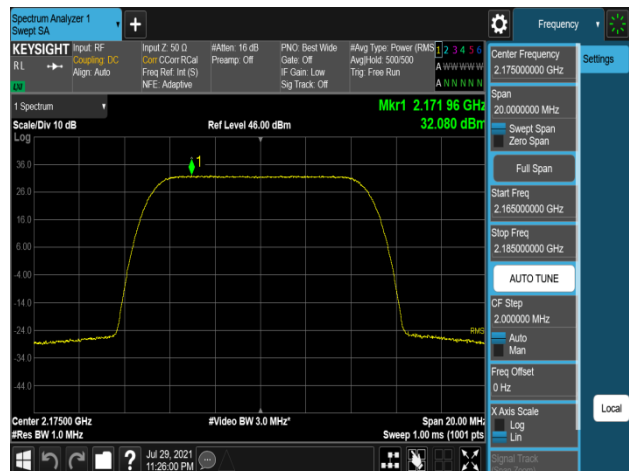 Spectrum Analyzer 1
Swept SA
Frequency
KEYSIGHT
RL
LXI
Input: RF
Coupling: DC
Align: Auto
Input Z: 50 Ω
Corr CCorr RCal
Freq Ref: Int (S)
NFE: Adaptive
#Atten: 16 dB
Preamp: Off
PNO: Best Wide
Gate: Off
IF Gain: Low
Sig Track: Off
#Avg Type: Power (RMS
Avg|Hold: 500/500
Trig: Free Run
1 2 3 4 5 6
A W W W W W
A N N N N N
1 Spectrum
Scale/Div 10 dB
Log
Ref Level 46.00 dBm
Mkr1 2.171 96 GHz
32.080 dBm
1
36.0
26.0
16.0
6.00
-4.00
-14.0
-24.0
-34.0
-44.0
RMS
Center 2.17500 GHz
#Res BW 1.0 MHz
#Video BW 3.0 MHz*
Span 20.00 MHz
Sweep 1.00 ms (1001 pts
?
Jul 29, 2021
11:26:00 PM
Center Frequency
2.175000000 GHz
Span
20.0000000 MHz
Swept Span
Zero Span
Full Span
Start Freq
2.165000000 GHz
Stop Freq
2.185000000 GHz
AUTO TUNE
CF Step
2.000000 MHz
Auto
Man
Freq Offset
0 Hz
X Axis Scale
Log
Lin
Signal Track
(Span Zoom)
Settings
Local